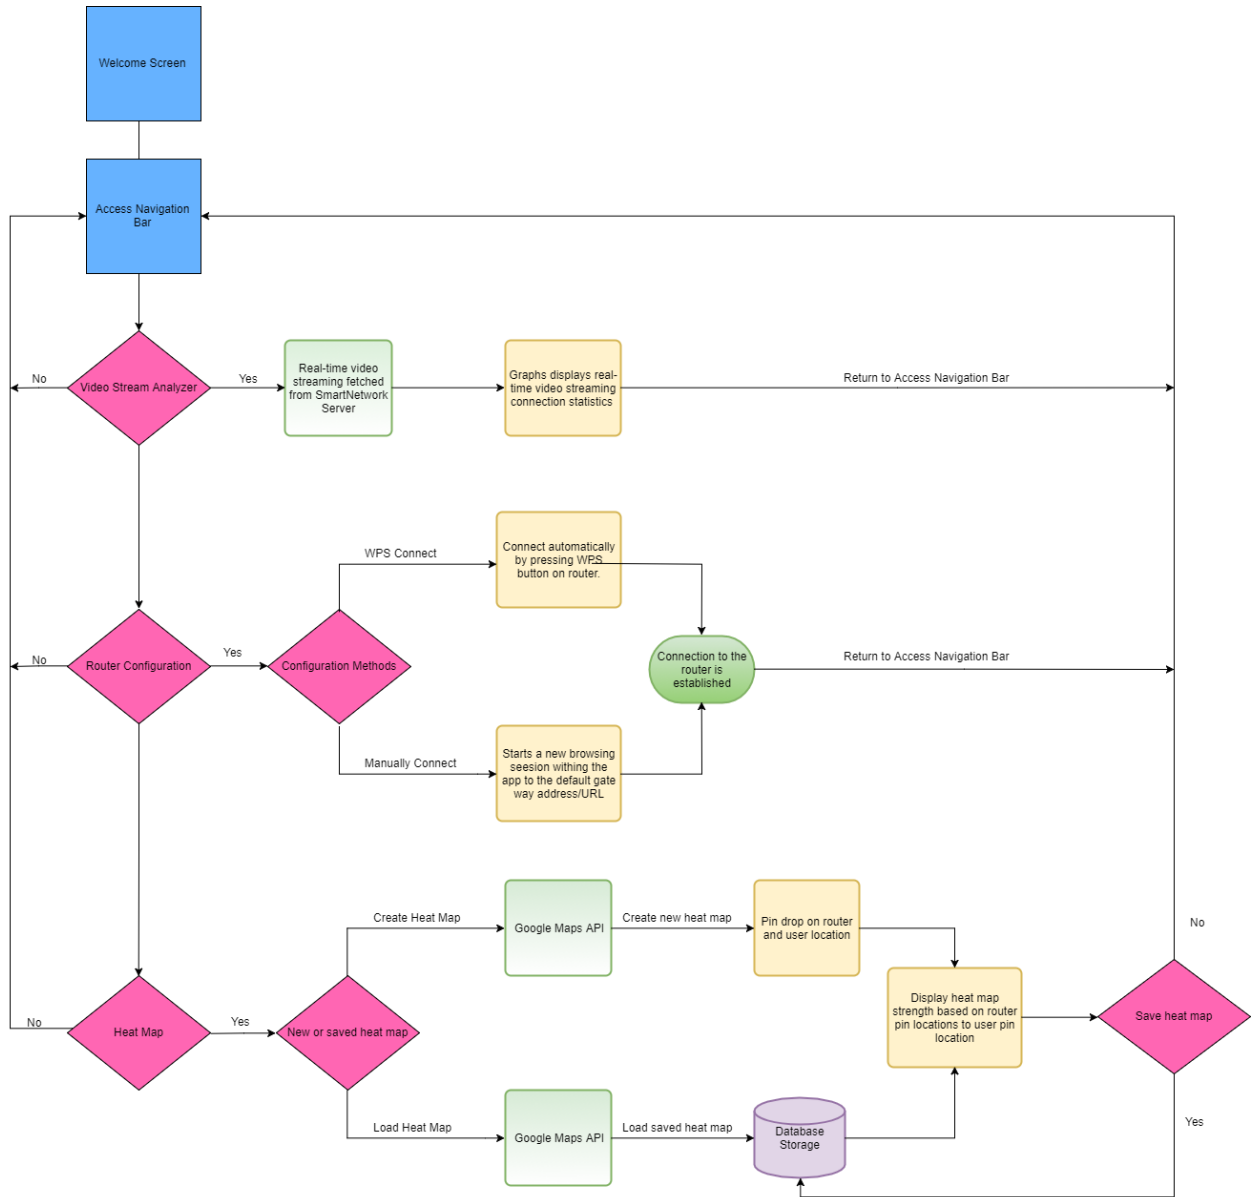 Welcome Screen
Access Navigation
Bar
Video Stream Analyzer
No
Yes
Real-time video
streaming fetched
from SmartNetwork
Server
Graphs displays real-
time video streaming
connection statistics
Return to Access Navigation Bar
WPS Connect
Connect automatically
by pressing WPS
button on router.
Router Configuration
No
Yes
Configuration Methods
Connection to the
router is
established
Return to Access Navigation Bar
Manually Connect
Starts a new browsing
seesion withing the
app to the default gate
way address/URL
Create Heat Map
Google Maps API
Create new heat map
Pin drop on router
and user location
No
Heat Map
No
Yes
New or saved heat map
Display heat map
strength based on router
pin locations to user pin
location
Save heat map
Load Heat Map
Google Maps API
Load saved heat map
Database
Storage
Yes